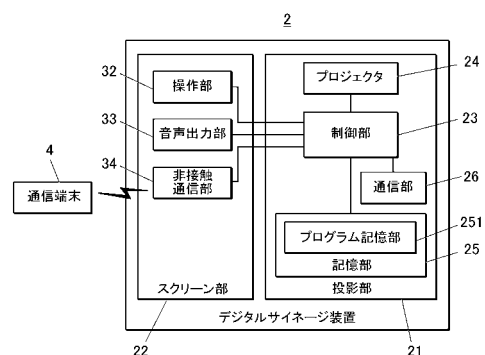 2
32
操作部
プロジェクタ
24
33
音声出力部
制御部
23
4
34
通信端末
非接触
通信部
通信部
26
プログラム記憶部
251
記憶部
25
スクリーン部
投影部
デジタルサイネージ装置
22
21